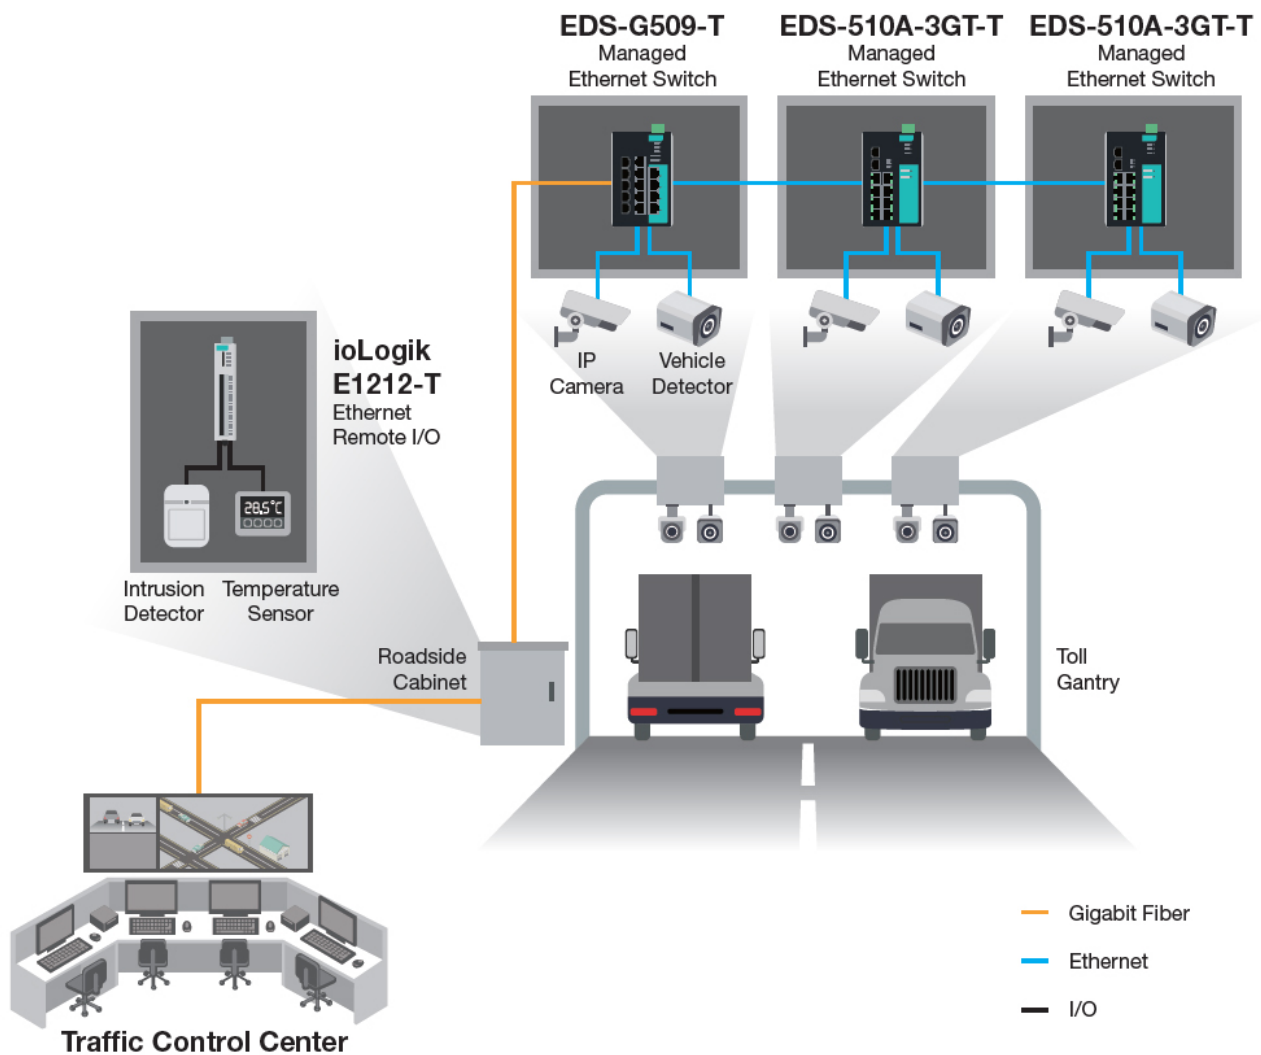 EDS-G509-T
Managed
Ethernet Switch
EDS-510A-3GT-T
Managed
Ethernet Switch
EDS-510A-3GT-T
Managed
Ethernet Switch
IP
Camera
Vehicle
Detector
ioLogik
E1212-T
Ethernet
Remote I/O
28.5°C
Intrusion
Detector
Temperature
Sensor
Roadside
Cabinet
Toll
Gantry
Gigabit Fiber
Ethernet
I/O
Traffic Control Center